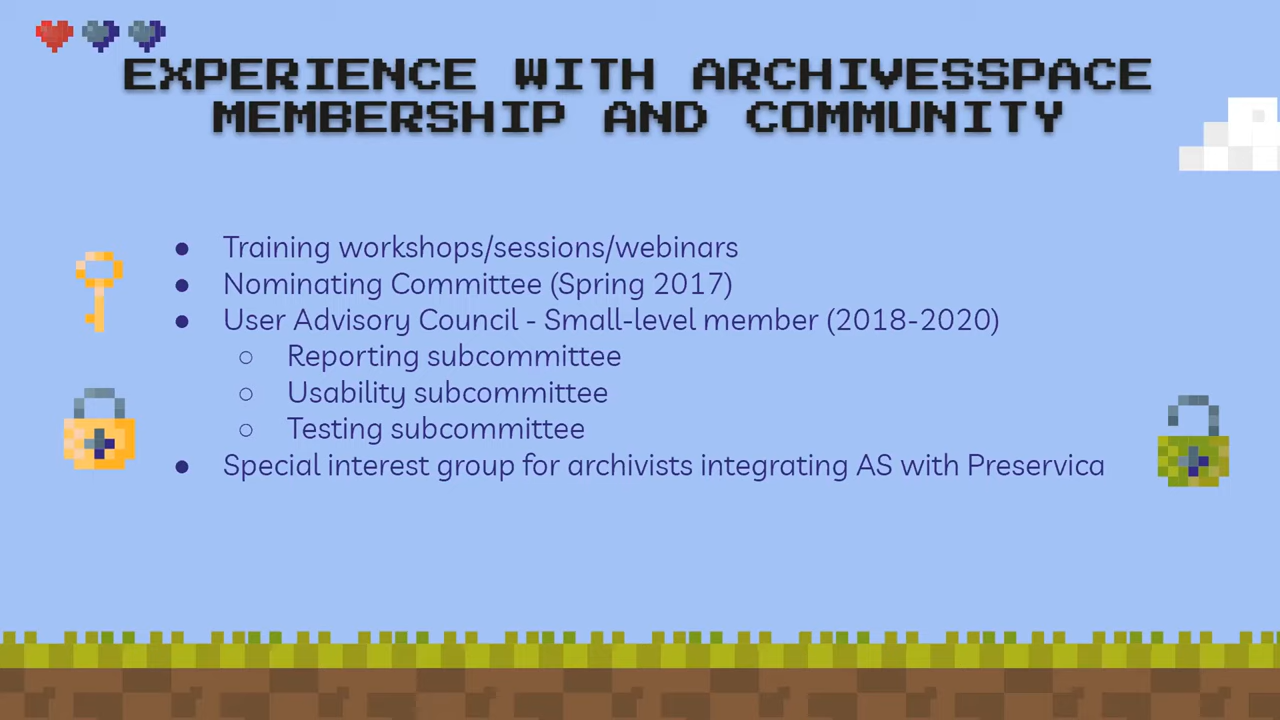 EXPERIENCE WITH ARCHIVESSPACE
MEMBERSHIP AND COMMUNITY
● Training workshops/sessions/webinars
● Nominating Committee (Spring 2017)
● User Advisory Council - Small-level member (2018-2020)
○ Reporting subcommittee
○ Usability subcommittee
○ Testing subcommittee
● Special interest group for archivists integrating AS with Preservica